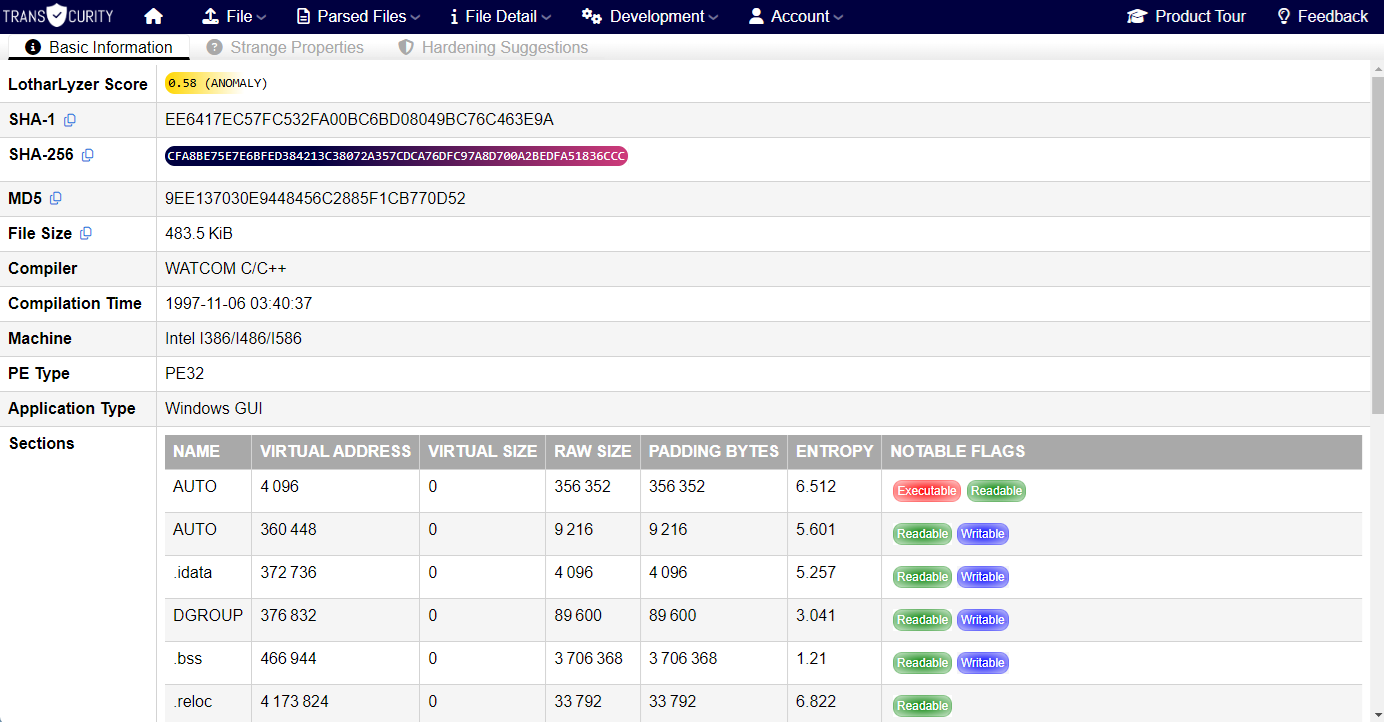 TRANS CURITY File Parsed Files File Detail Development Account Product Tour Feedback
Basic Information Strange Properties Hardening Suggestions
LotharLyzer Score 0.58 (ANOMALY)
SHA-1 EE6417EC57FC532FA00BC6BD08049BC76C463E9A
SHA-256 CFA8BE75E7E6BFED384213C38072A357CDCA76DFC97A8D700A2BEDFA51836CCC
MD5 9EE137030E9448456C2885F1CB770D52
File Size 483.5 KiB
Compiler WATCOM C/C++
Compilation Time 1997-11-06 03:40:37
Machine Intel I386/I486/I586
PE Type PE32
Application Type Windows GUI
Sections
NAME VIRTUAL ADDRESS VIRTUAL SIZE RAW SIZE PADDING BYTES ENTROPY NOTABLE FLAGS
AUTO 4 096 0 356 352 356 352 6.512 Executable Readable
AUTO 360 448 0 9 216 9 216 5.601 Readable Writable
.idata 372 736 0 4 096 4 096 5.257 Readable Writable
DGROUP 376 832 0 89 600 89 600 3.041 Readable Writable
.bss 466 944 0 3 706 368 3 706 368 1.21 Readable Writable
.reloc 4 173 824 0 33 792 33 792 6.822 Readable